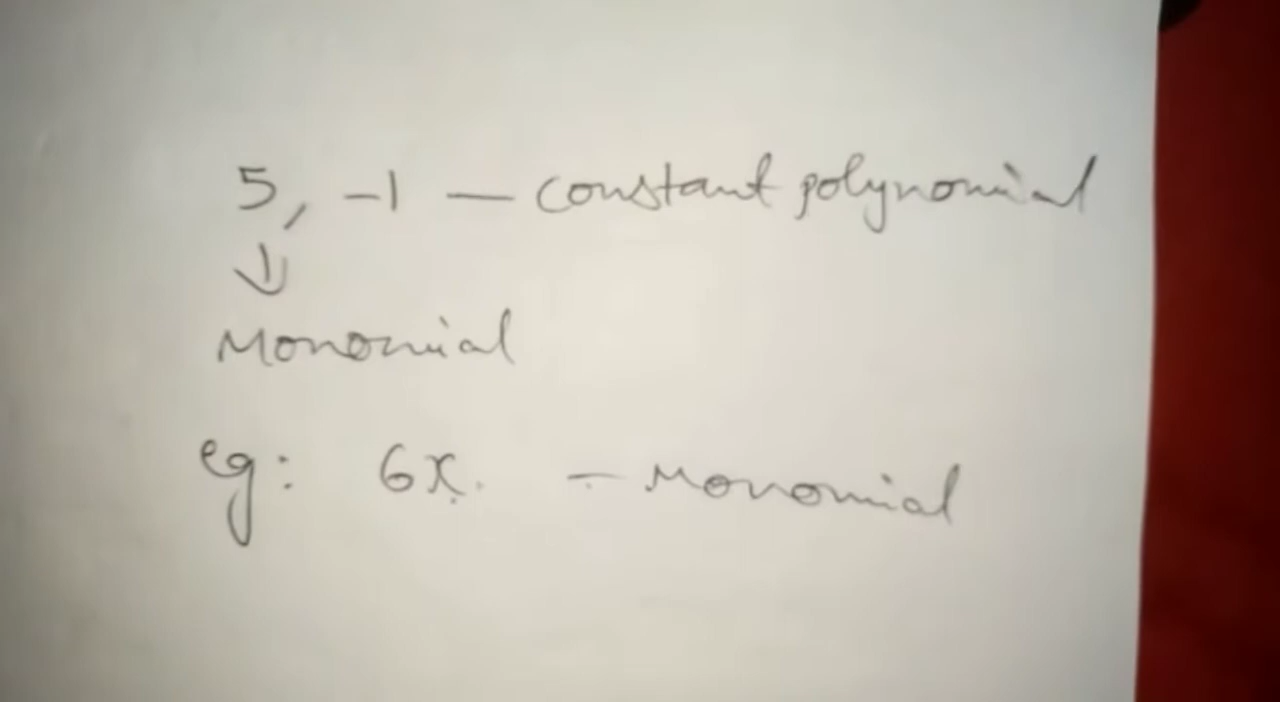 5, -1 — constant polynomial
↓
Monomial
eg: 6x. - Monomial